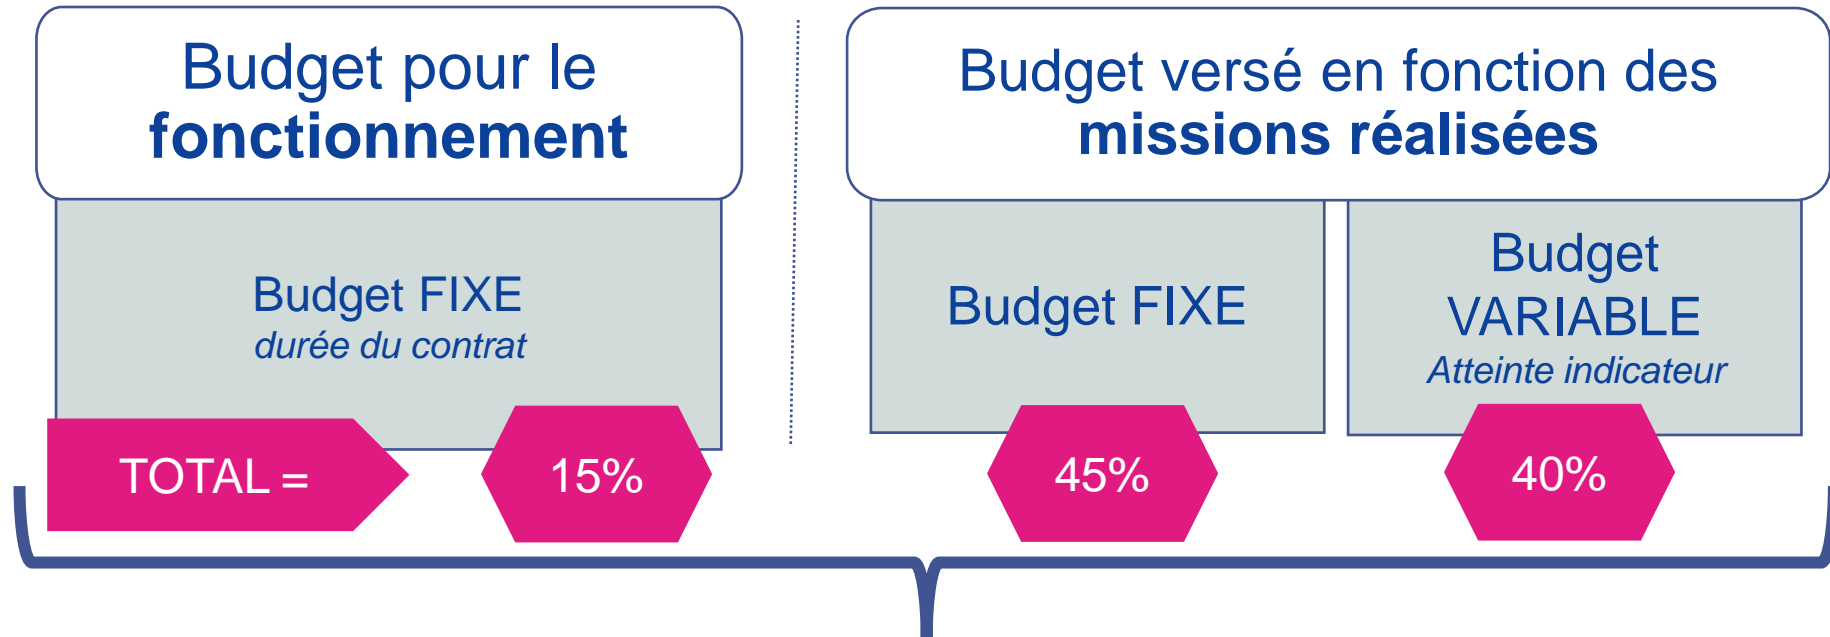 Budget pour le
fonctionnement
Budget FIXE
durée du contrat
TOTAL =
15%
Budget versé en fonction des
missions réalisées
Budget FIXE
45%
Budget
VARIABLE
Atteinte indicateur
40%